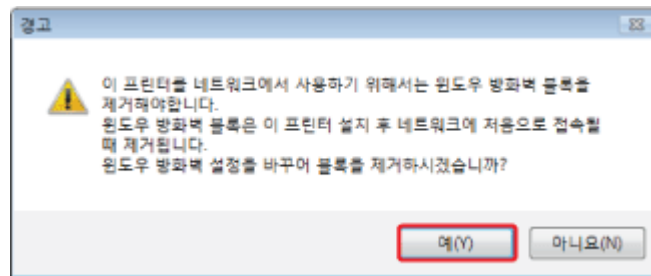 경고
이 프린터를 네트워크에서 사용하기 위해서는 윈도우 방화벽 블록을
제거해야합니다.
윈도우 방화벽 블록은 이 프린터 설치 후 네트워크에 처음으로 접속될
때 제거됩니다.
윈도우 방화벽 설정을 바꾸어 블록을 제거하시겠습니까?
예(Y)
아니요(N)